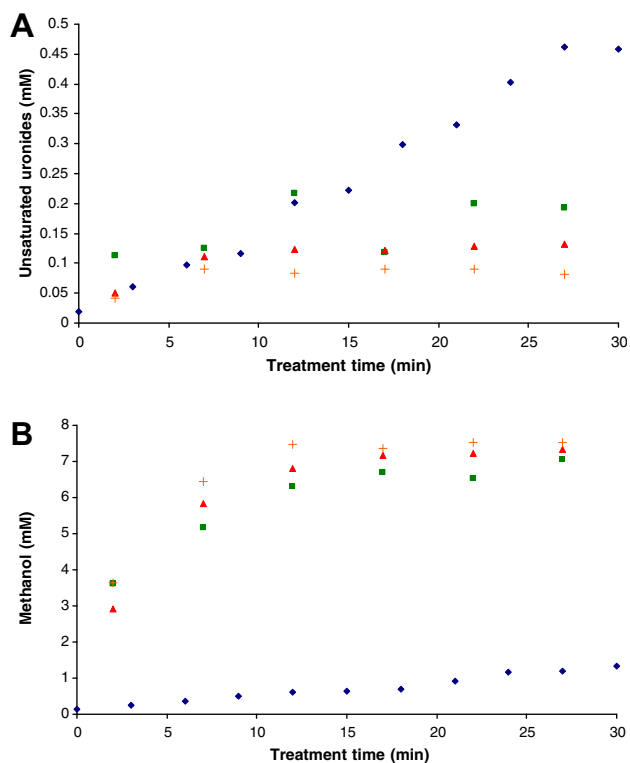 A
Unsaturated uronides (mM)
0.5
0.45
0.4
0.35
0.3
0.25
0.2
0.15
0.1
0.05
0
0 5 10 15 20 25 30
Treatment time (min)
B
Methanol (mM)
8
7
6
5
4
3
2
1
0
0 5 10 15 20 25 30
Treatment time (min)